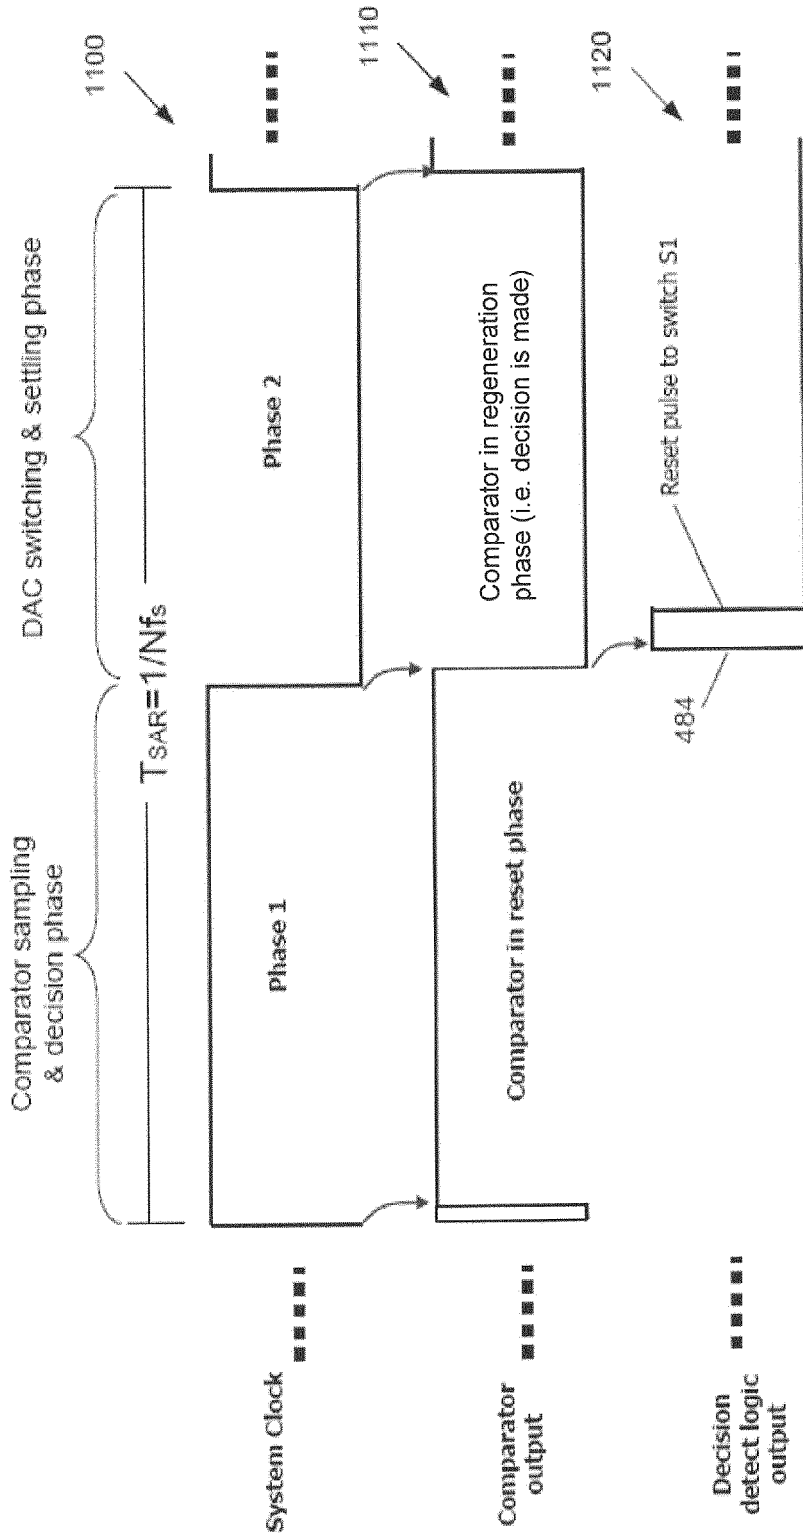 Comparator sampling
& decision phase
DAC switching & settling phase
TSAR=1/Nfs
1100
System Clock
Phase 1
Phase 2
1110
Comparator
output
Comparator in reset phase
Comparator in regeneration
phase (i.e. decision is made)
1120
Decision
detect logic
output
484
Reset pulse to switch S1